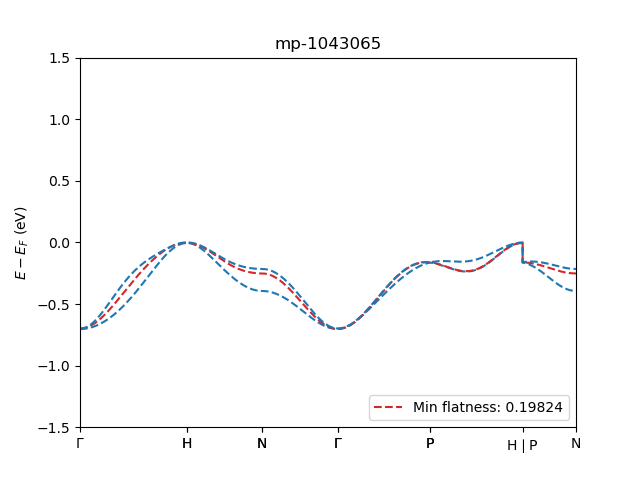 mp-1043065
1.5
1.0
0.5
0.0
−0.5
−1.0
−1.5
E − E_F (eV)
Min flatness: 0.19824
Γ H N Γ P H | P N